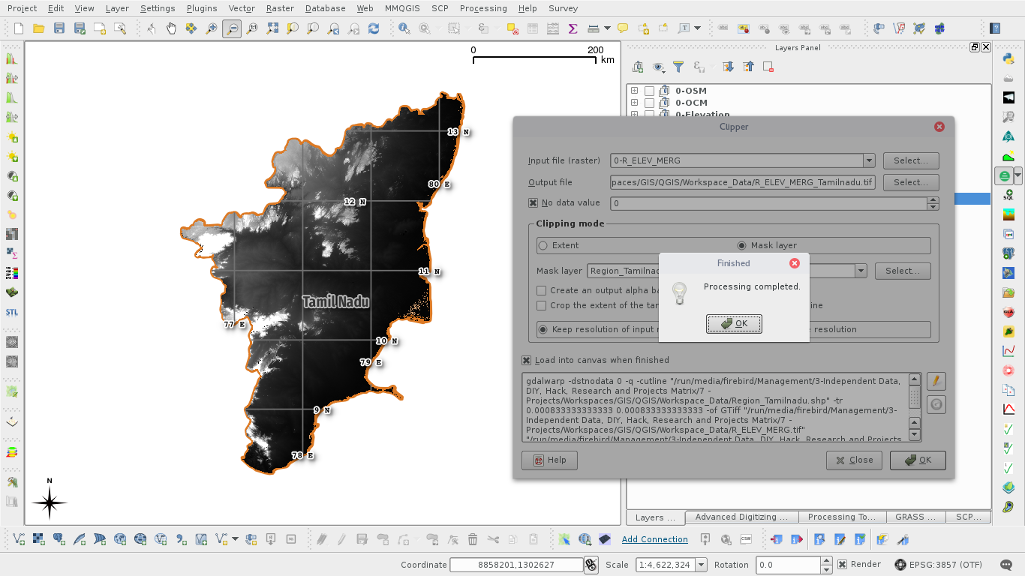 Project Edit View Layer Settings Plugins Vector Raster Database Web MMQGIS SCP Processing Help Survey
0 200
km
Layers Panel
0-OSM
0-OCM
0-Elevation
Clipper
Input file (raster) 0-R_ELEV_MERG Select...
Output file paces/GIS/QGIS/Workspace_Data/R_ELEV_MERG_Tamilnadu.tif Select...
No data value 0
Clipping mode
Extent Mask layer
Mask layer Region_Tamilnad Select...
Create an output alpha ba
Crop the extent of the tar ine
Keep resolution of input r resolution
Finished
Processing completed.
OK
Load into canvas when finished
gdalwarp -dstnodata 0 -q -cutline "/run/media/firebird/Management/3-Independent Data,
DIY, Hack, Research and Projects Matrix/7 -
Projects/Workspaces/GIS/QGIS/Workspace_Data/Region_Tamilnadu.shp" -tr
0.000833333333333 0.000833333333333 -of GTiff "/run/media/firebird/Management/3-
Independent Data, DIY, Hack, Research and Projects Matrix/7 -
Projects/Workspaces/GIS/QGIS/Workspace_Data/R_ELEV_MERG.tif"
"/run/media/firebird/Management/3-Independent Data, DIY, Hack, Research and Projects
Help Close OK
13 N
80 E
12 N
11 N
Tamil Nadu
77 E
10 N
79 E
9 N
78 E
N
STL
Layers ... Advanced Digitizing ... Processing To... GRASS ... SCP...
Add Connection
Coordinate 8858201,1302627 Scale 1:4,622,324 Rotation 0.0 Render EPSG:3857 (OTF)